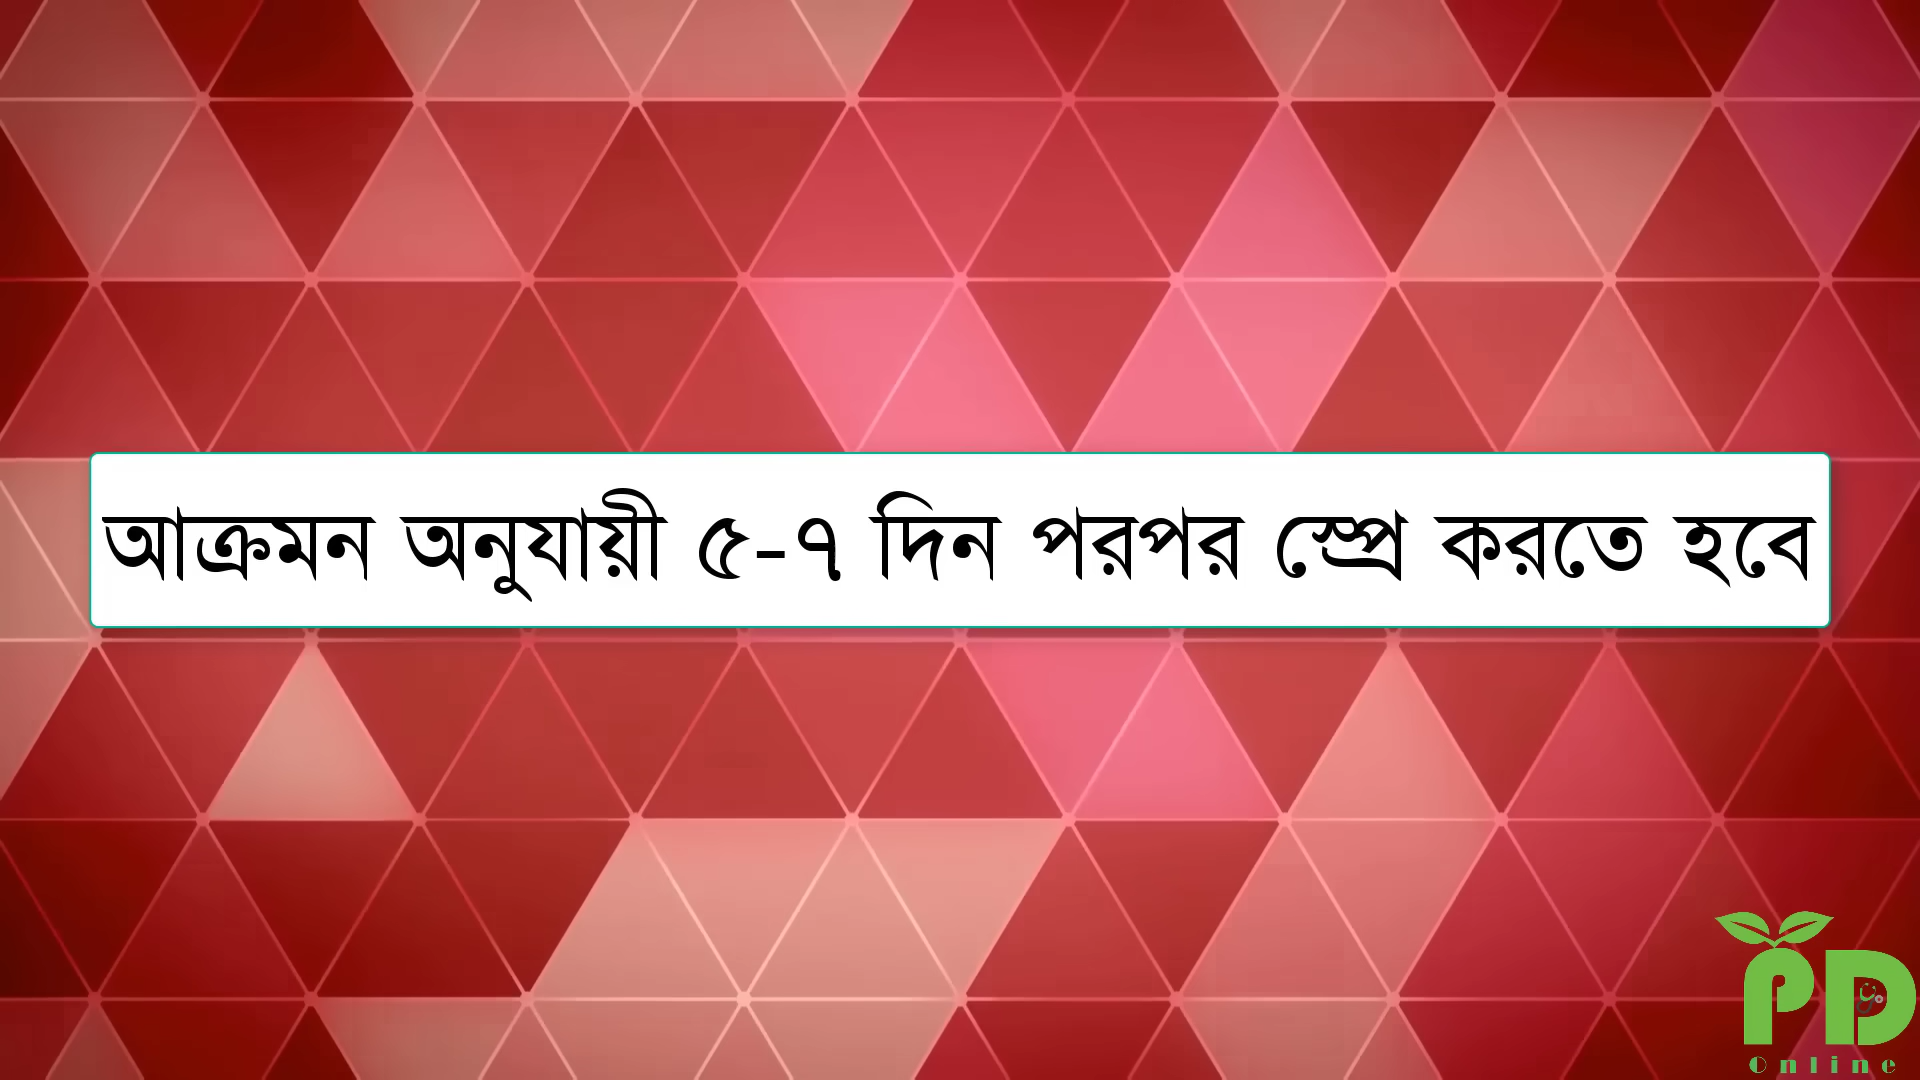 আক্রমন অনুযায়ী ৫-৭ দিন পরপর স্প্রে করতে হবে
PD
Online